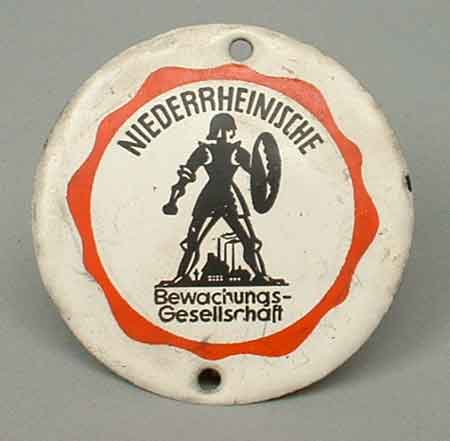 NIEDERRHEINISCHE
Bewachungs-
Gesellschaft